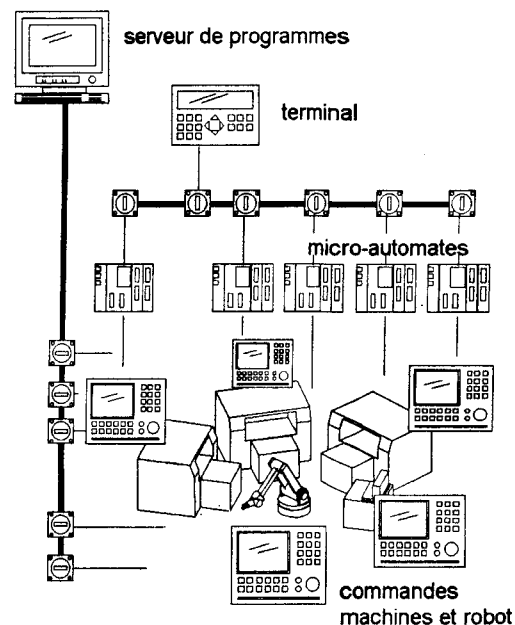 serveur de programmes
terminal
micro-automates
commandes
machines et robot